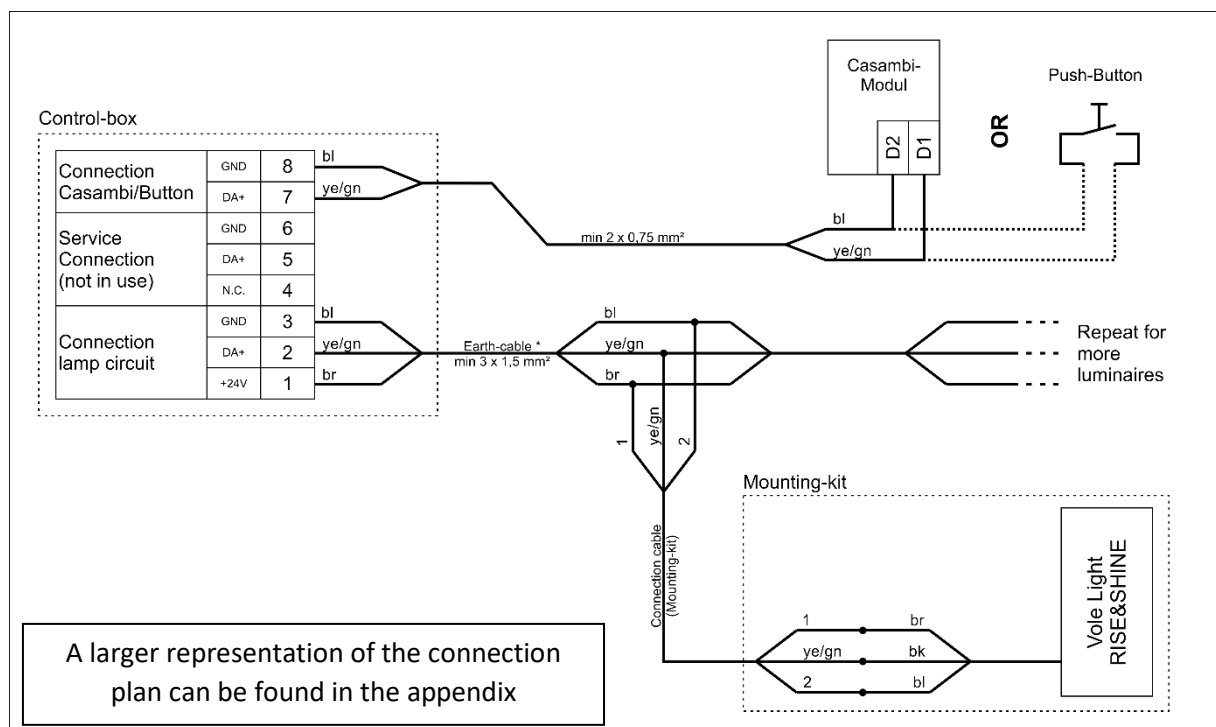 Control-box
Connection
Casambi/Button
GND 8 bl
DA+ 7 ye/gn
Service
Connection
(not in use)
GND 6
DA+ 5
N.C. 4
Connection
lamp circuit
GND 3 bl
DA+ 2 ye/gn
+24V 1 br
min 2 x 0,75 mm²
bl
ye/gn
Casambi-
Modul
D2 D1
OR
Push-Button
Earth-cable *
min 3 x 1,5 mm²
bl
ye/gn
br
Repeat for
more
luminaires
1 ye/gn 2
Connection cable
(Mounting-kit)
Mounting-kit
1 br
ye/gn bk
2 bl
Vole Light
RISE&SHINE
A larger representation of the connection
plan can be found in the appendix